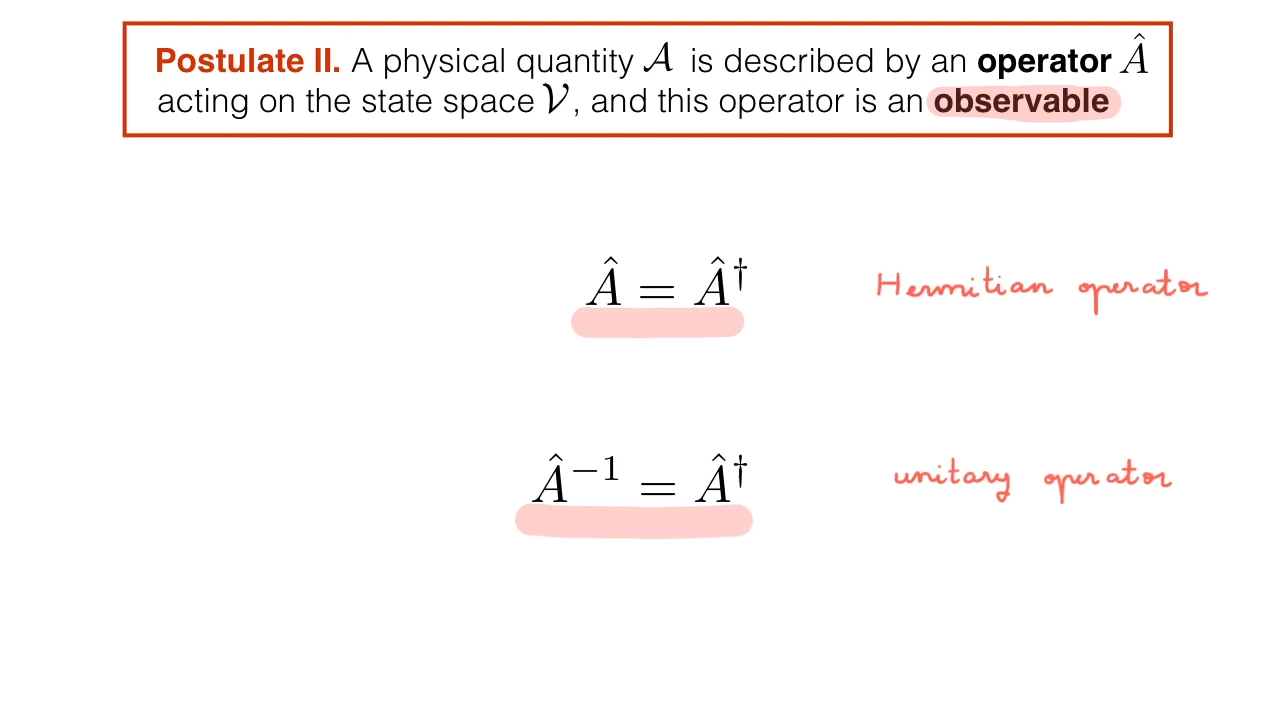 Postulate II. A physical quantity 𝒜 is described by an operator Â
acting on the state space 𝒱, and this operator is an observable
Â = Â† Hermitian operator
Â⁻¹ = Â† unitary operator